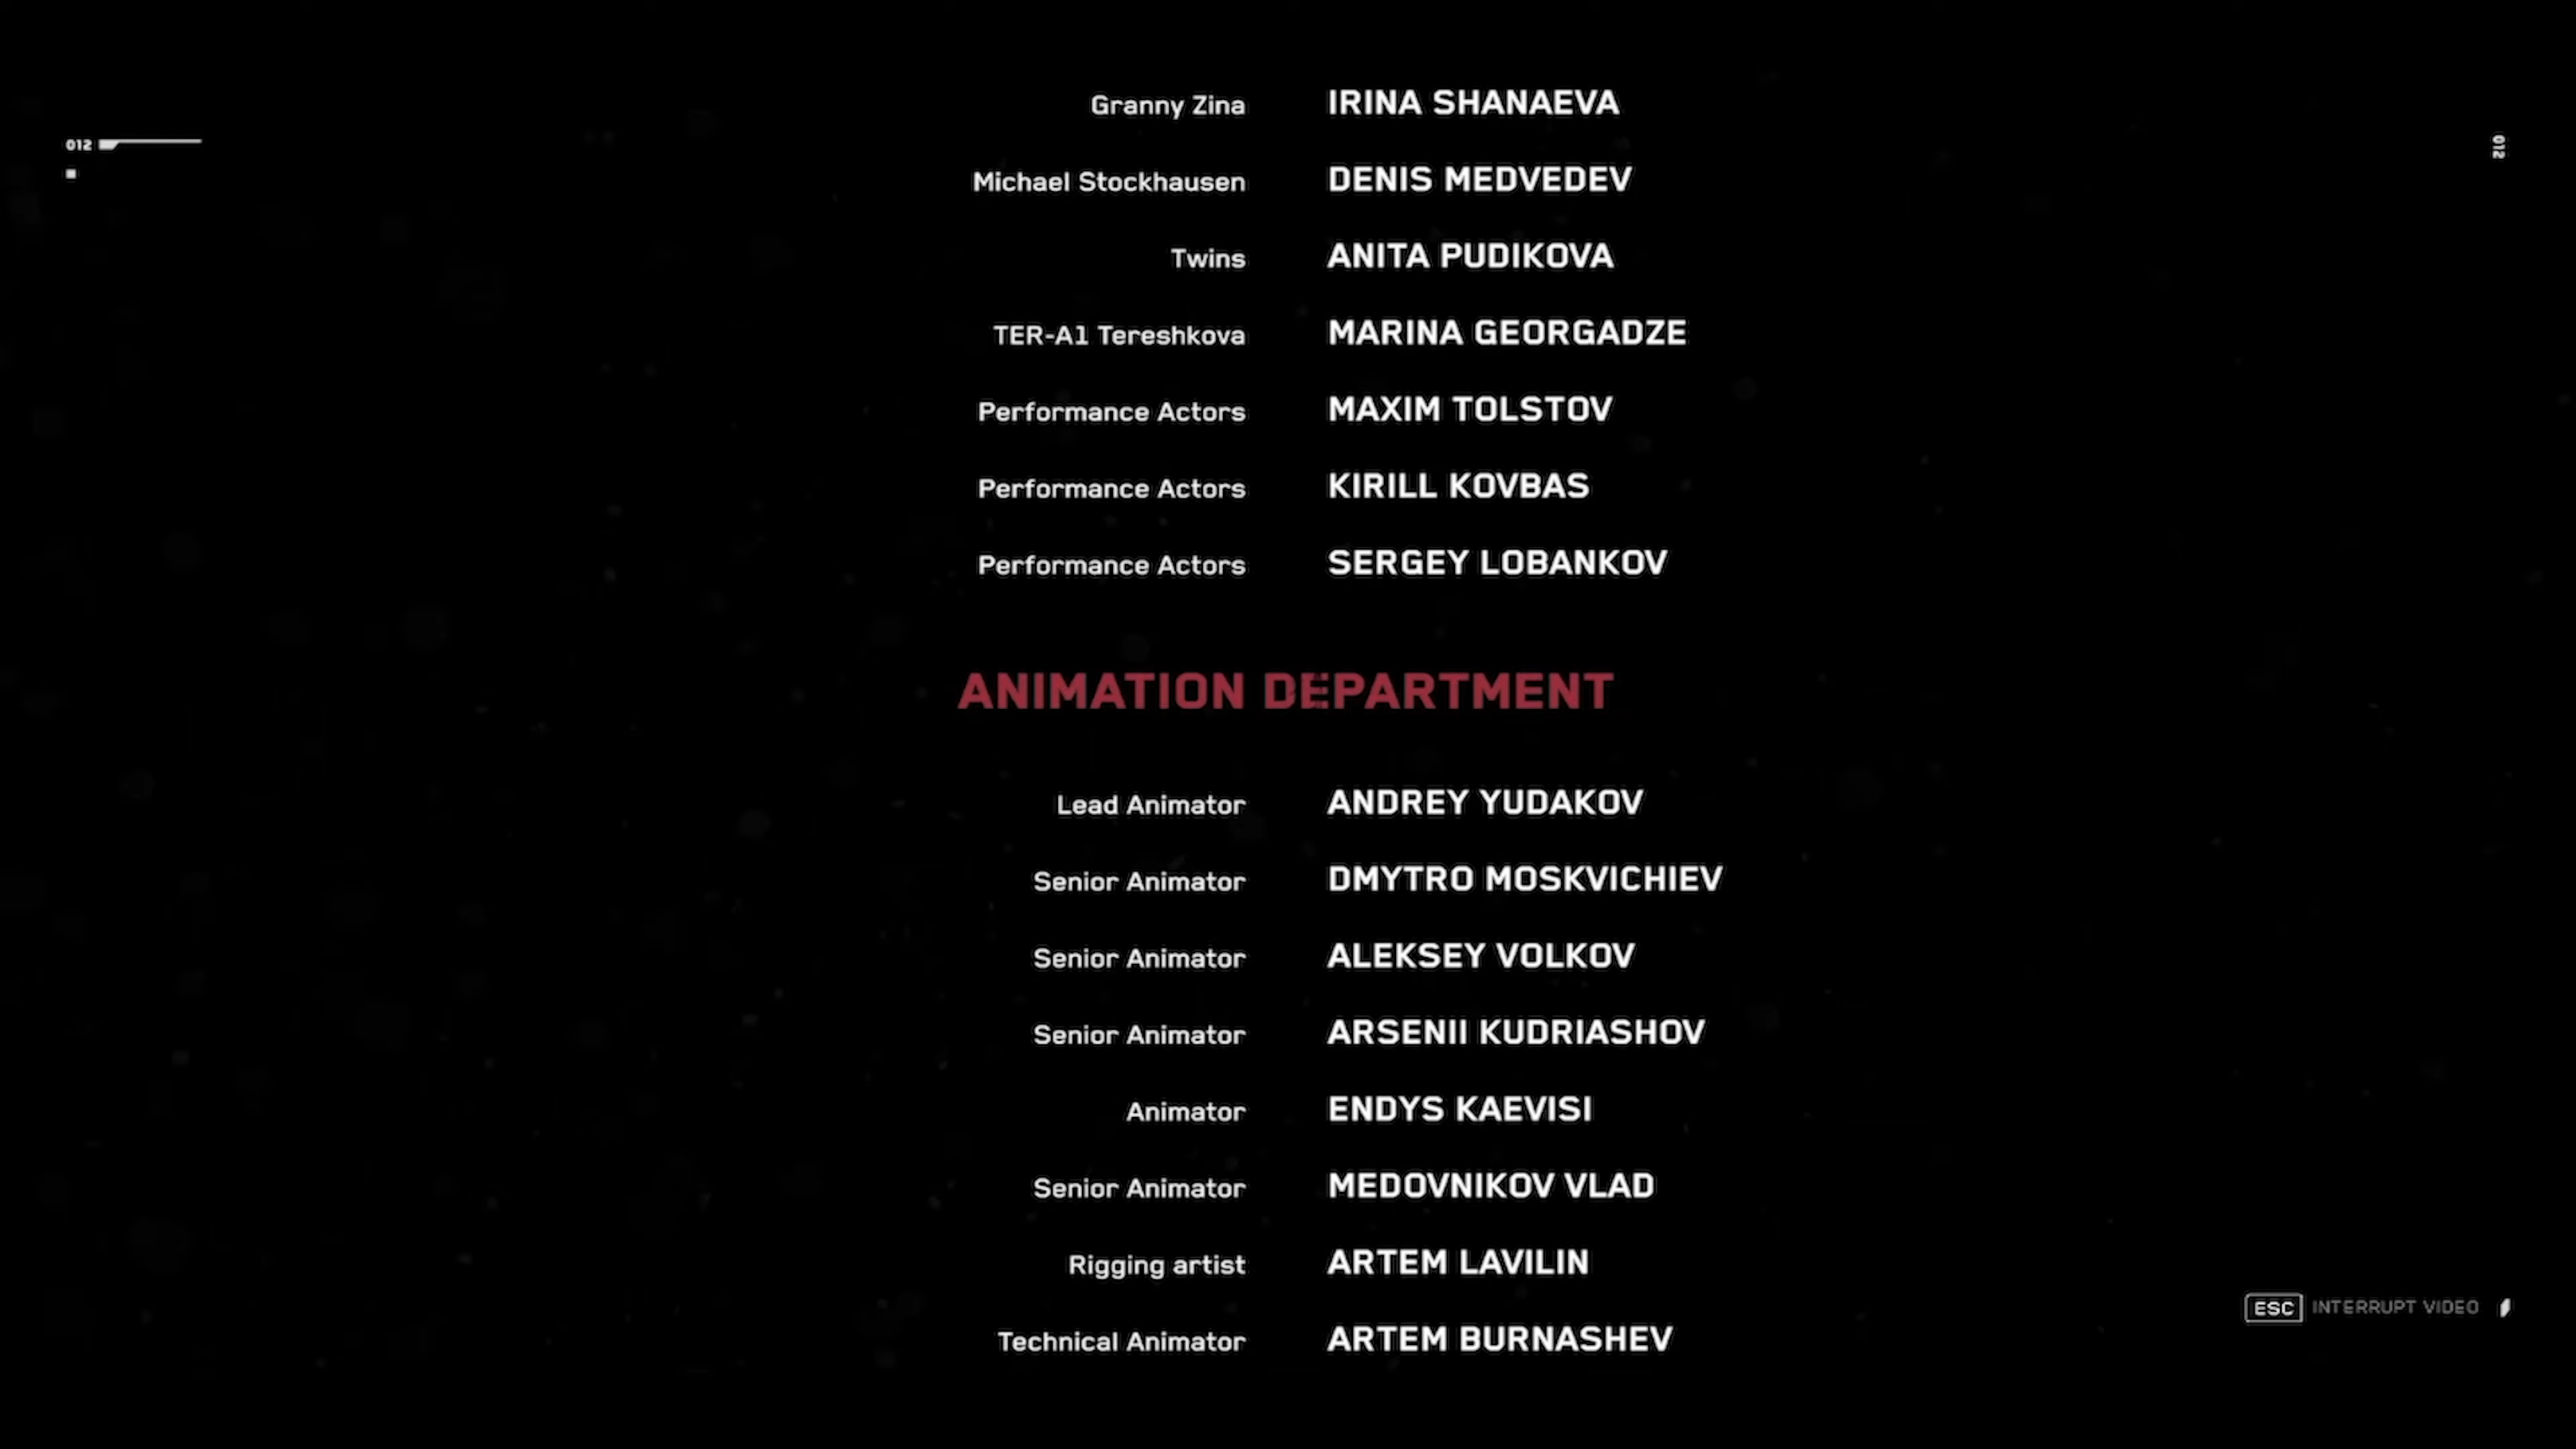 Granny Zina IRINA SHANAEVA
012
012
Michael Stockhausen DENIS MEDVEDEV
Twins ANITA PUDIKOVA
TER-A1 Tereshkova MARINA GEORGADZE
Performance Actors MAXIM TOLSTOV
Performance Actors KIRILL KOVBAS
Performance Actors SERGEY LOBANKOV
ANIMATION DEPARTMENT
Lead Animator ANDREY YUDAKOV
Senior Animator DMYTRO MOSKVICHIEV
Senior Animator ALEKSEY VOLKOV
Senior Animator ARSENII KUDRIASHOV
Animator ENDYS KAEVISI
Senior Animator MEDOVNIKOV VLAD
Rigging artist ARTEM LAVILIN
ESC INTERRUPT VIDEO
Technical Animator ARTEM BURNASHEV